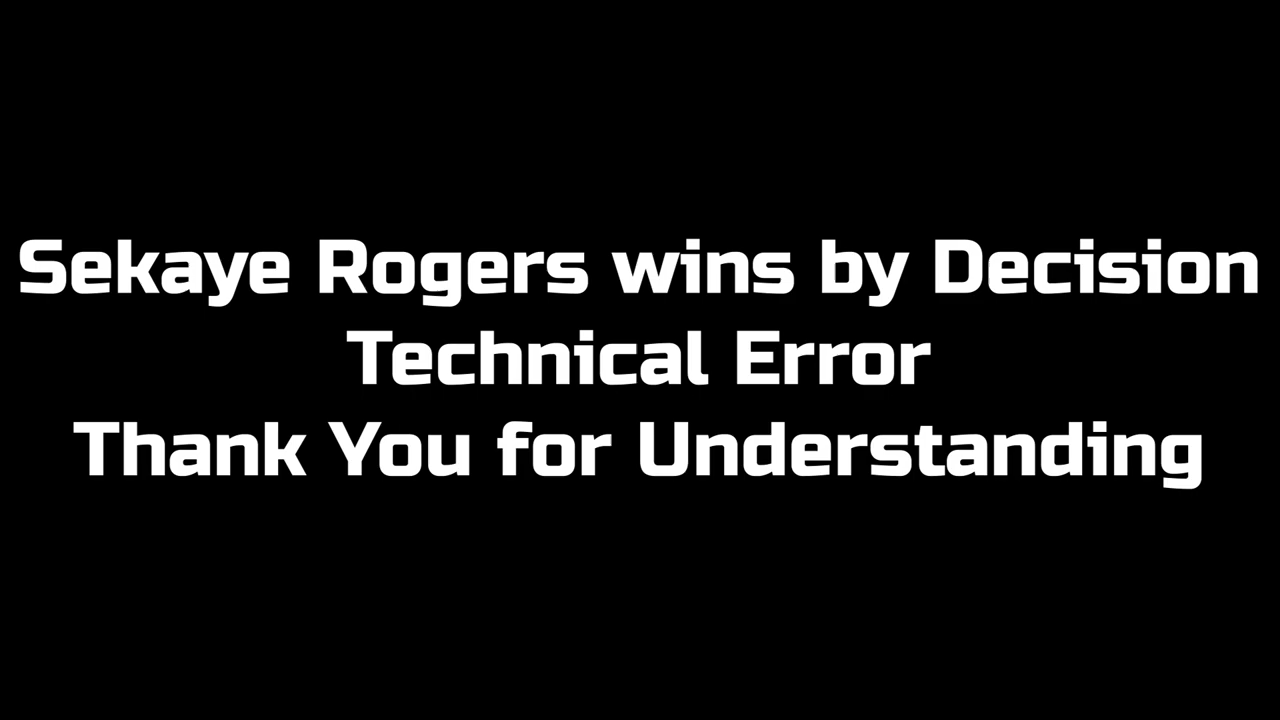 Sekaye Rogers wins by Decision
Technical Error
Thank You for Understanding